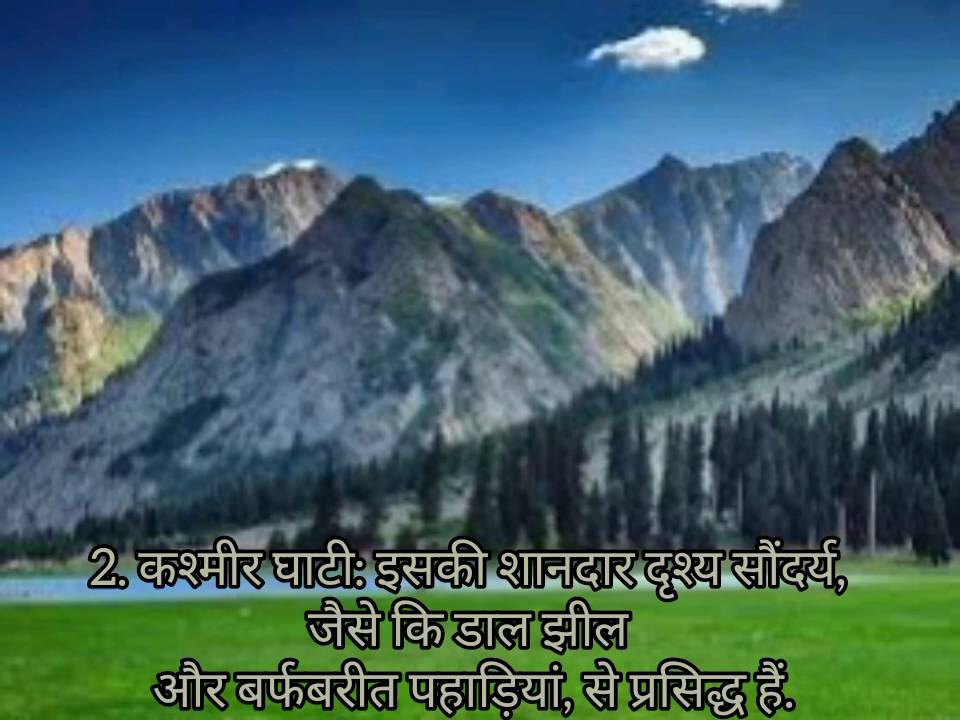 2. कश्मीर घाटी: इसकी शानदार दृश्य सौंदर्य,
जैसे कि डाल झील
और बर्फबरीत पहाड़ियां, से प्रसिद्ध हैं.